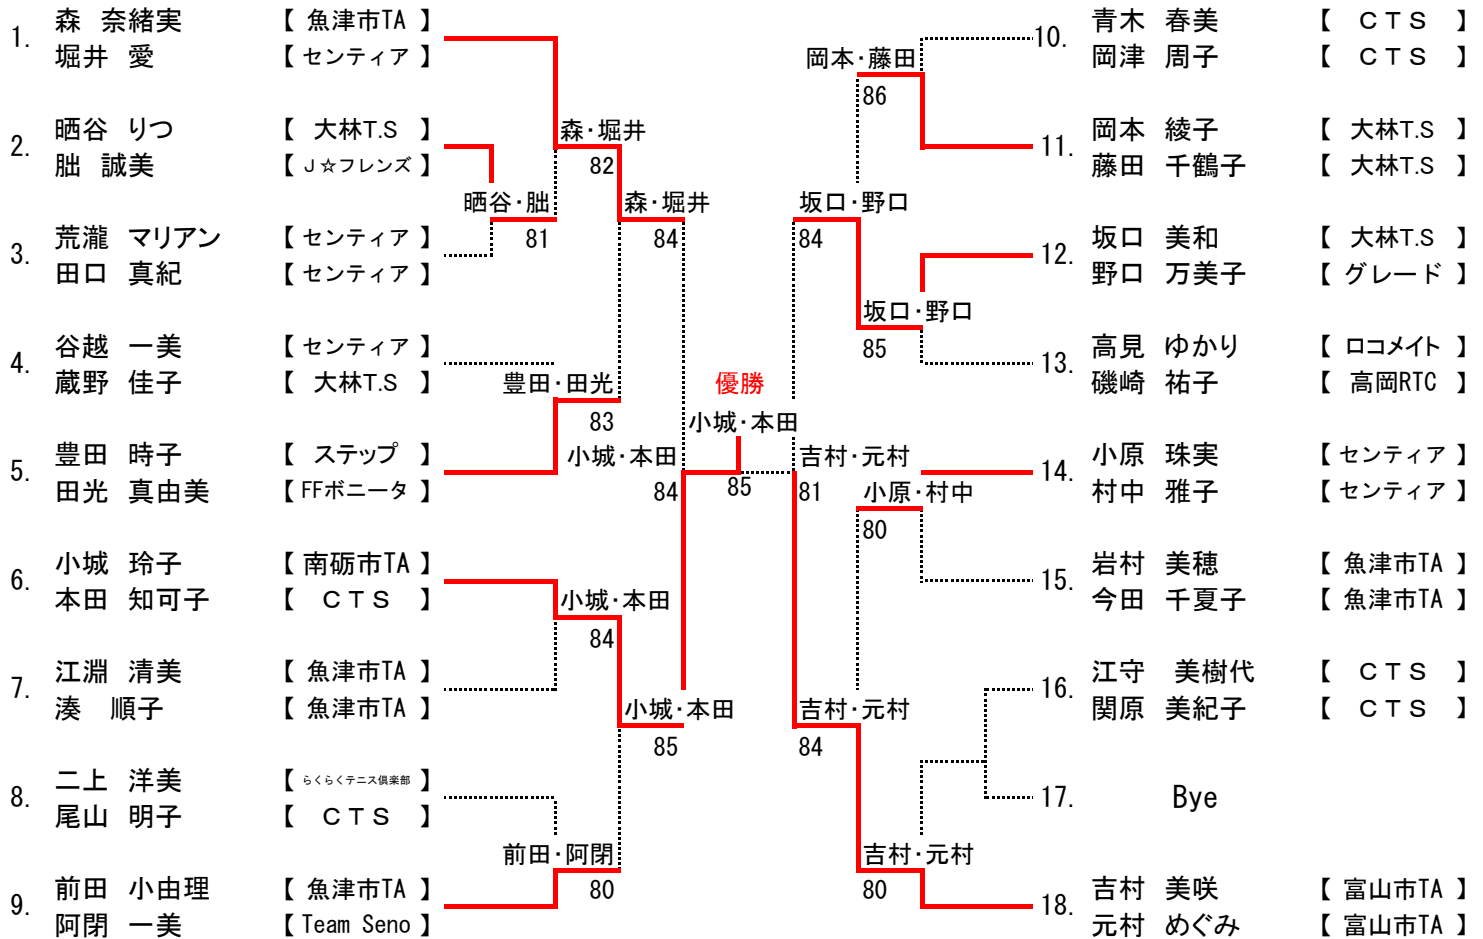 1. 森 奈緒実 【 魚津市TA 】
堀井 愛 【 センティア 】
2. 晒谷 りつ 【 大林T.S 】
朏 誠美 【 J☆フレンズ 】
3. 荒瀧 マリアン 【 センティア 】
田口 真紀 【 センティア 】
4. 谷越 一美 【 センティア 】
蔵野 佳子 【 大林T.S 】
5. 豊田 時子 【 ステップ 】
田光 真由美 【 FFボニータ 】
6. 小城 玲子 【 南砺市TA 】
本田 知可子 【 CTS 】
7. 江淵 清美 【 魚津市TA 】
湊 順子 【 魚津市TA 】
8. 二上 洋美 【 らくらくテニス倶楽部 】
尾山 明子 【 CTS 】
9. 前田 小由理 【 魚津市TA 】
阿閉 一美 【 Team Seno 】
晒谷・朏
81
森・堀井
82
豊田・田光
83
小城・本田
84
前田・阿閉
80
森・堀井
84
小城・本田
85
小城・本田
84
優勝
小城・本田
85
吉村・元村
81
坂口・野口
84
吉村・元村
84
岡本・藤田
86
坂口・野口
85
小原・村中
80
吉村・元村
80
10. 青木 春美 【 CTS 】
岡津 周子 【 CTS 】
11. 岡本 綾子 【 大林T.S 】
藤田 千鶴子 【 大林T.S 】
12. 坂口 美和 【 大林T.S 】
野口 万美子 【 グレード 】
13. 高見 ゆかり 【 ロコメイト 】
磯崎 祐子 【 高岡RTC 】
14. 小原 珠実 【 センティア 】
村中 雅子 【 センティア 】
15. 岩村 美穂 【 魚津市TA 】
今田 千夏子 【 魚津市TA 】
16. 江守 美樹代 【 CTS 】
関原 美紀子 【 CTS 】
17. Bye
18. 吉村 美咲 【 富山市TA 】
元村 めぐみ 【 富山市TA 】